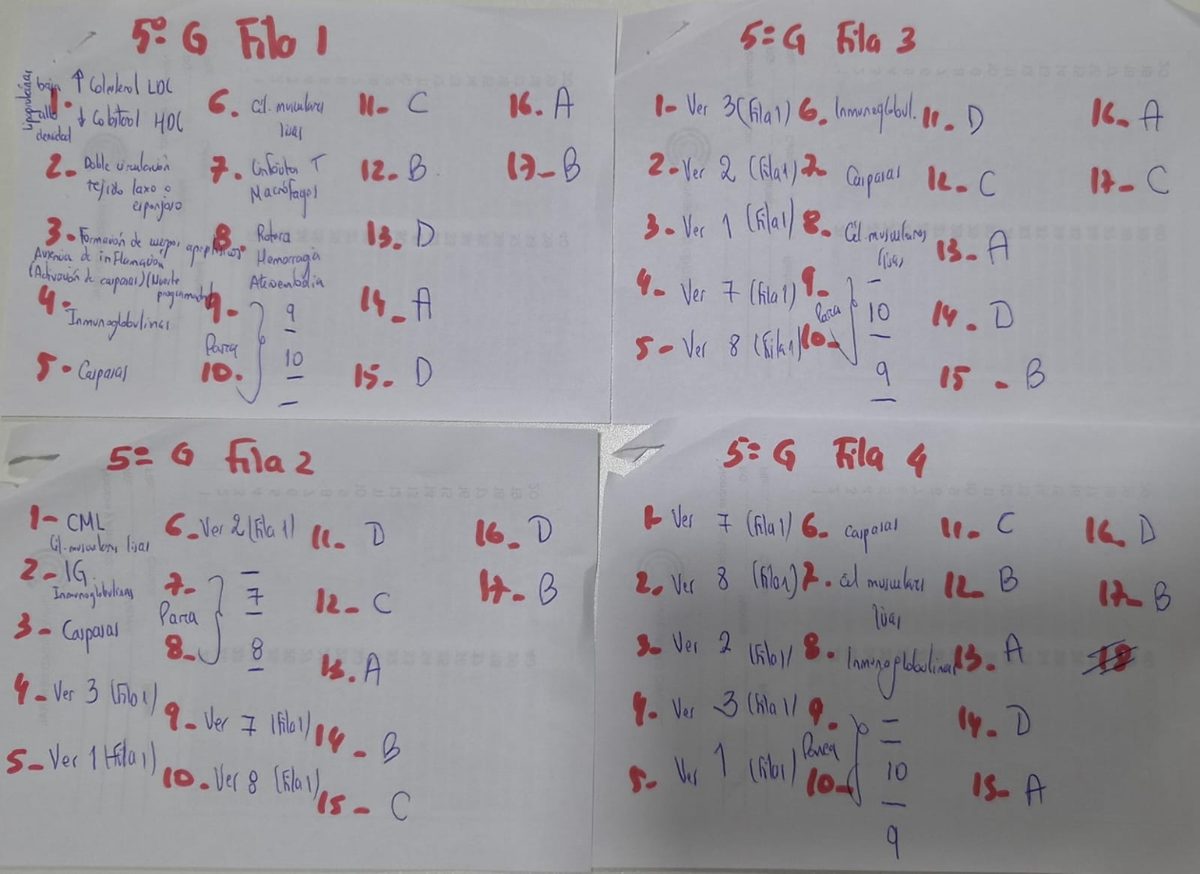 5º G Fila 1
1- Lipoproteínas baja alta densidad
↑ Colesterol LDC
↓ HDC
2- Doble circulación
tejido laxo o
esponjoso
3- Formación de cuerpos apoptóticos
Ausencia de inflamación
(Activación de caspasas) (Muerte
programada)
4- Inmunoglobulinas
5- Caspasas
6. Cél. musculares
lisas
7. Linfocitos T
Macrófagos
8. Rotura
Hemorragia
9-
Parea
10.
9
10
11- C
12- B
13- D
14- A
15- D
16. A
17- B
5º G Fila 3
1- Ver 3 (Fila 1)
2- Ver 2 (Fila 1)
3- Ver 1 (Fila 1)
4- Ver 7 (Fila 1)
5- Ver 8 (Fila 1)
6. Inmunoglobul.
7. Caspasas
8. Cél. musculares
lisas
9-
Parea
10-
10
9
11- D
12- C
13- A
14- D
15- B
16- A
17- C
5º G Fila 2
1- CML
Cél. musculares lisas
2- IG
Inmunoglobulinas
3- Caspasas
4- Ver 3 (Fila 1)
5- Ver 1 (Fila 1)
6- Ver 2 (Fila 1)
7-
Parea
8-
7
8
9- Ver 7 (Fila 1)
10- Ver 8 (Fila 1)
11- D
12- C
13. A
14- B
15- C
16- D
17- B
5º G Fila 4
1- Ver 7 (Fila 1)
2. Ver 8 (Fila 1)
3- Ver 2 (Fila 1)
4- Ver 3 (Fila 1)
5- Ver 1 (Fila 1)
6- Caspasas
7- Cél musculares
lisas
8. Inmunoglobulinas
9-
Parea
10-
10
9
11- C
12- B
13- A
14- D
15- A
16- D
17- B
18